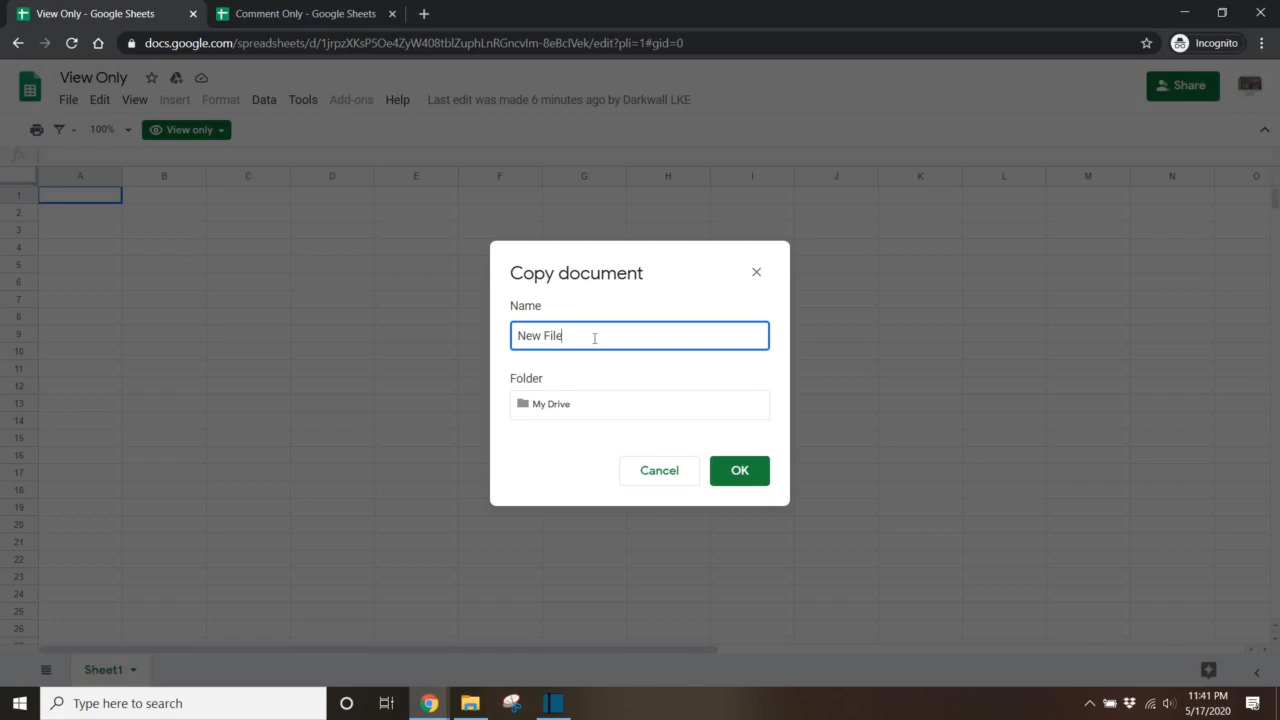 View Only - Google Sheets
Comment Only - Google Sheets
docs.google.com/spreadsheets/d/1jrpzXKsP5Oe4ZyW408tblZuphLnRGncvIm-8eBcIVek/edit?pli=1#gid=0
Incognito
View Only
File Edit View Insert Format Data Tools Add-ons Help Last edit was made 6 minutes ago by Darkwall LKE
Share
100% View only
fx
A B C D E F G H I J K L M N O
1
2
3
4
5
6
7
8
9
10
11
12
13
14
15
16
17
18
19
20
21
22
23
24
25
26
Copy document
Name
New File
Folder
My Drive
Cancel OK
Sheet1
Type here to search
11:41 PM
5/17/2020